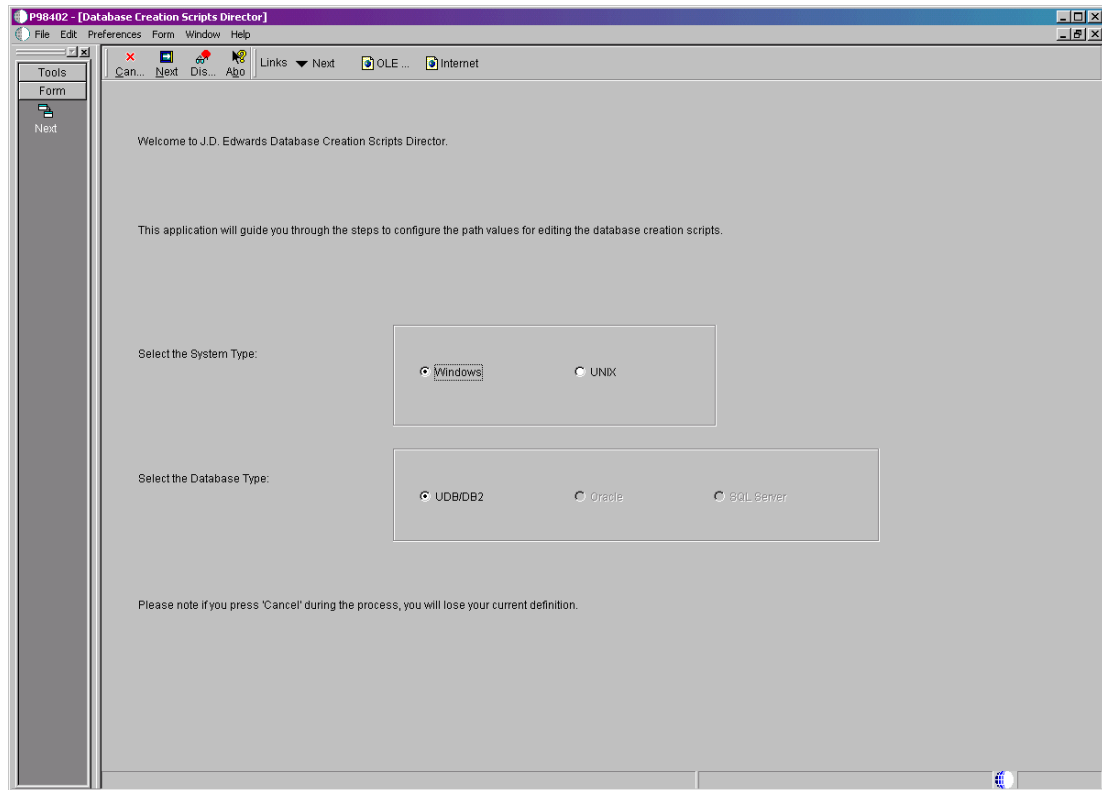 P98402 - [Database Creation Scripts Director]
File Edit Preferences Form Window Help
Tools
Form
Next
Can... Next Dis... Abo Links Next OLE ... Internet
Welcome to J.D. Edwards Database Creation Scripts Director.
This application will guide you through the steps to configure the path values for editing the database creation scripts.
Select the System Type:
Windows UNIX
Select the Database Type:
UDB/DB2 Oracle SQL Server
Please note if you press 'Cancel' during the process, you will lose your current definition.